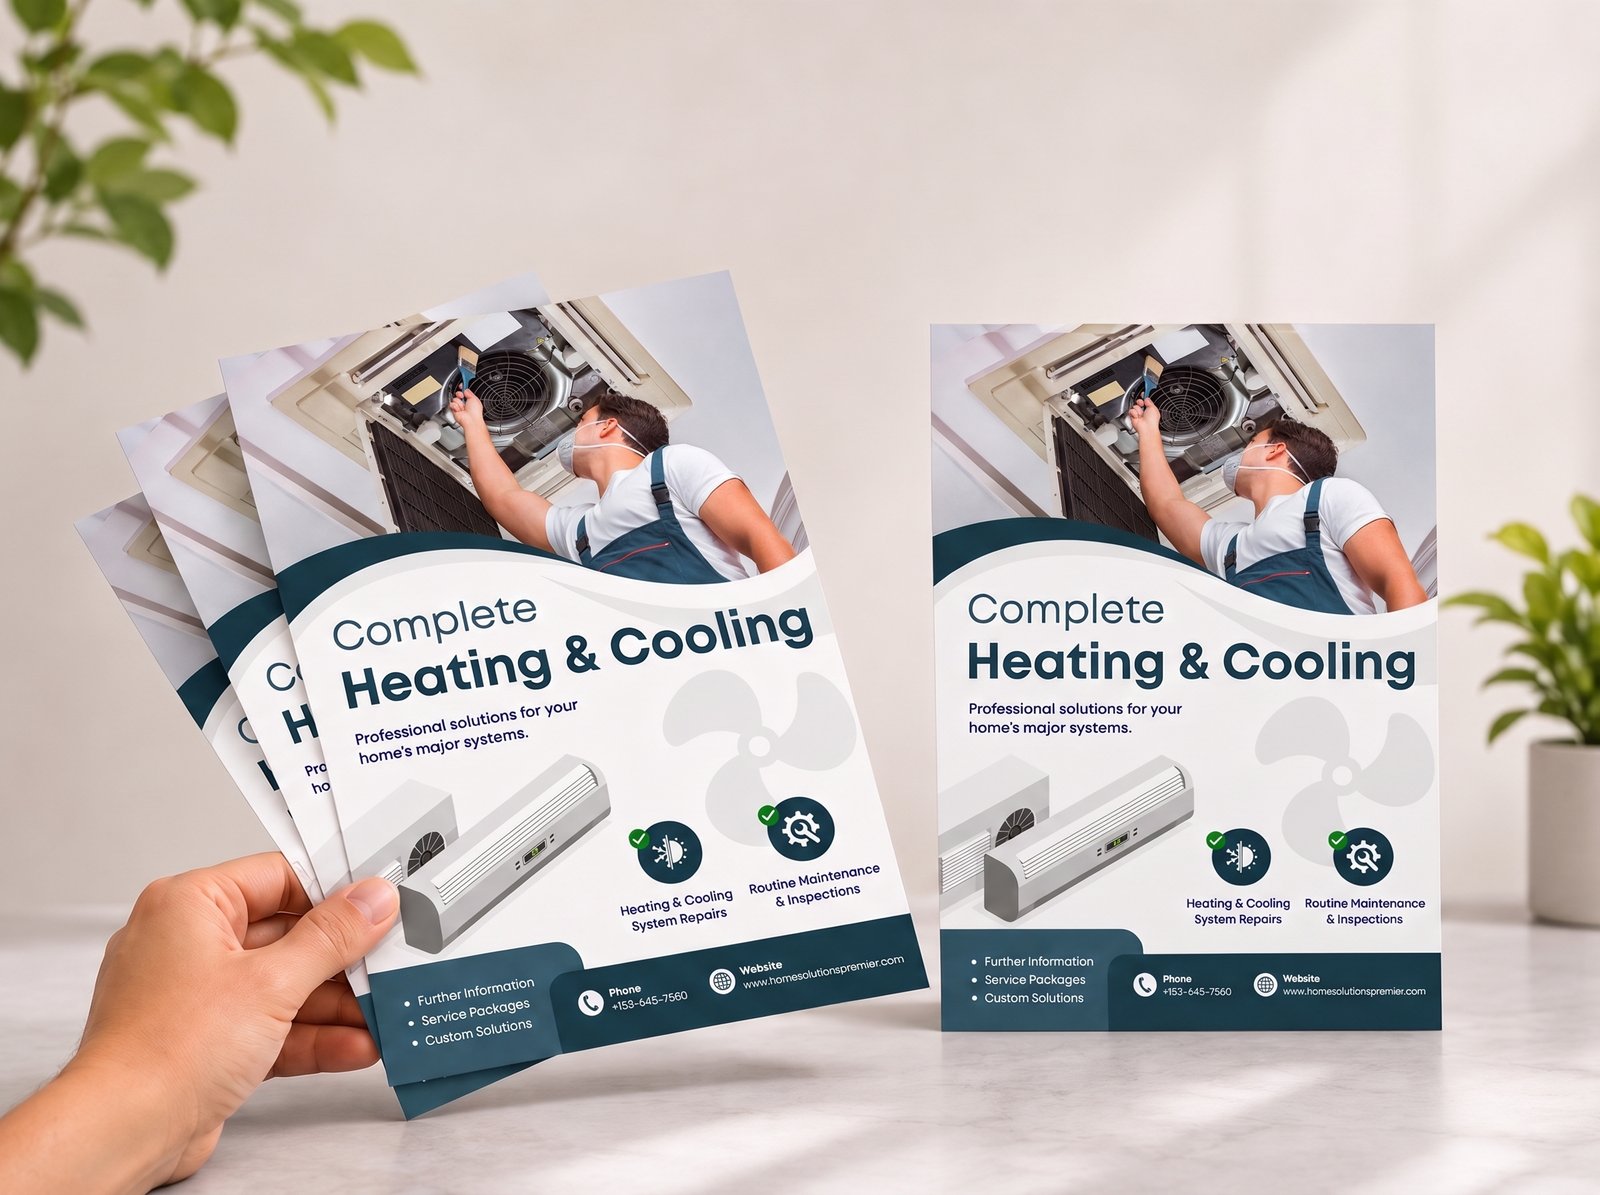 Complete
Heating & Cooling
Professional solutions for your
home's major systems.
Heating & Cooling
System Repairs
Routine Maintenance
& Inspections
Further Information
Service Packages
Custom Solutions
Phone
+153-645-7560
Website
www.homesolutionspremier.com
Co
H
Pro
ho
C
Complete
Heating & Cooling
Professional solutions for your
home's major systems.
Heating & Cooling
System Repairs
Routine Maintenance
& Inspections
Further Information
Service Packages
Custom Solutions
Phone
+153-645-7560
Website
www.homesolutionspremier.com